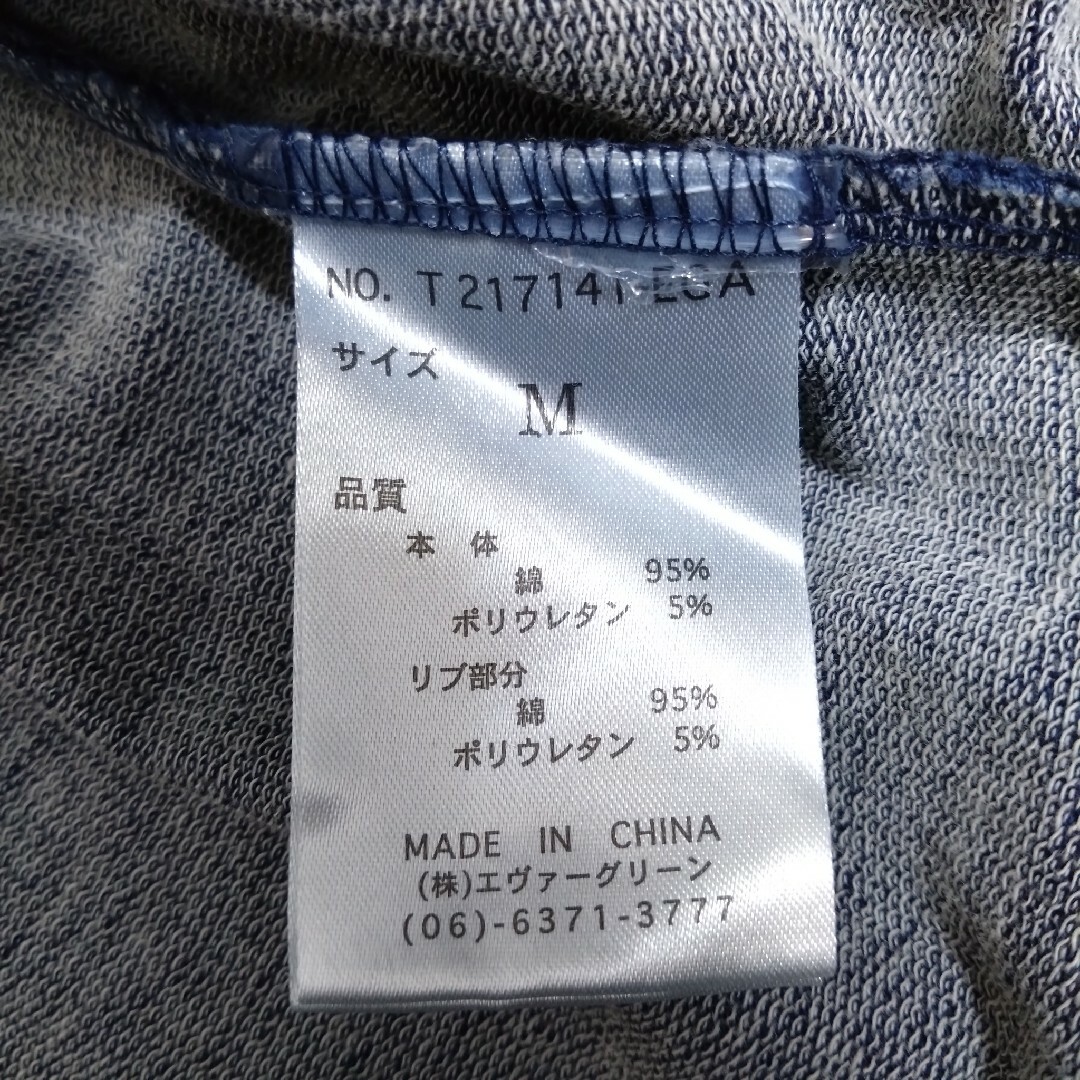 NO. T217141-EGA
サイズ
M
品質
本 体
綿 95%
ポリウレタン 5%
リブ部分
綿 95%
ポリウレタン 5%
MADE IN CHINA
(株)エヴァーグリーン
(06)-6371-3777